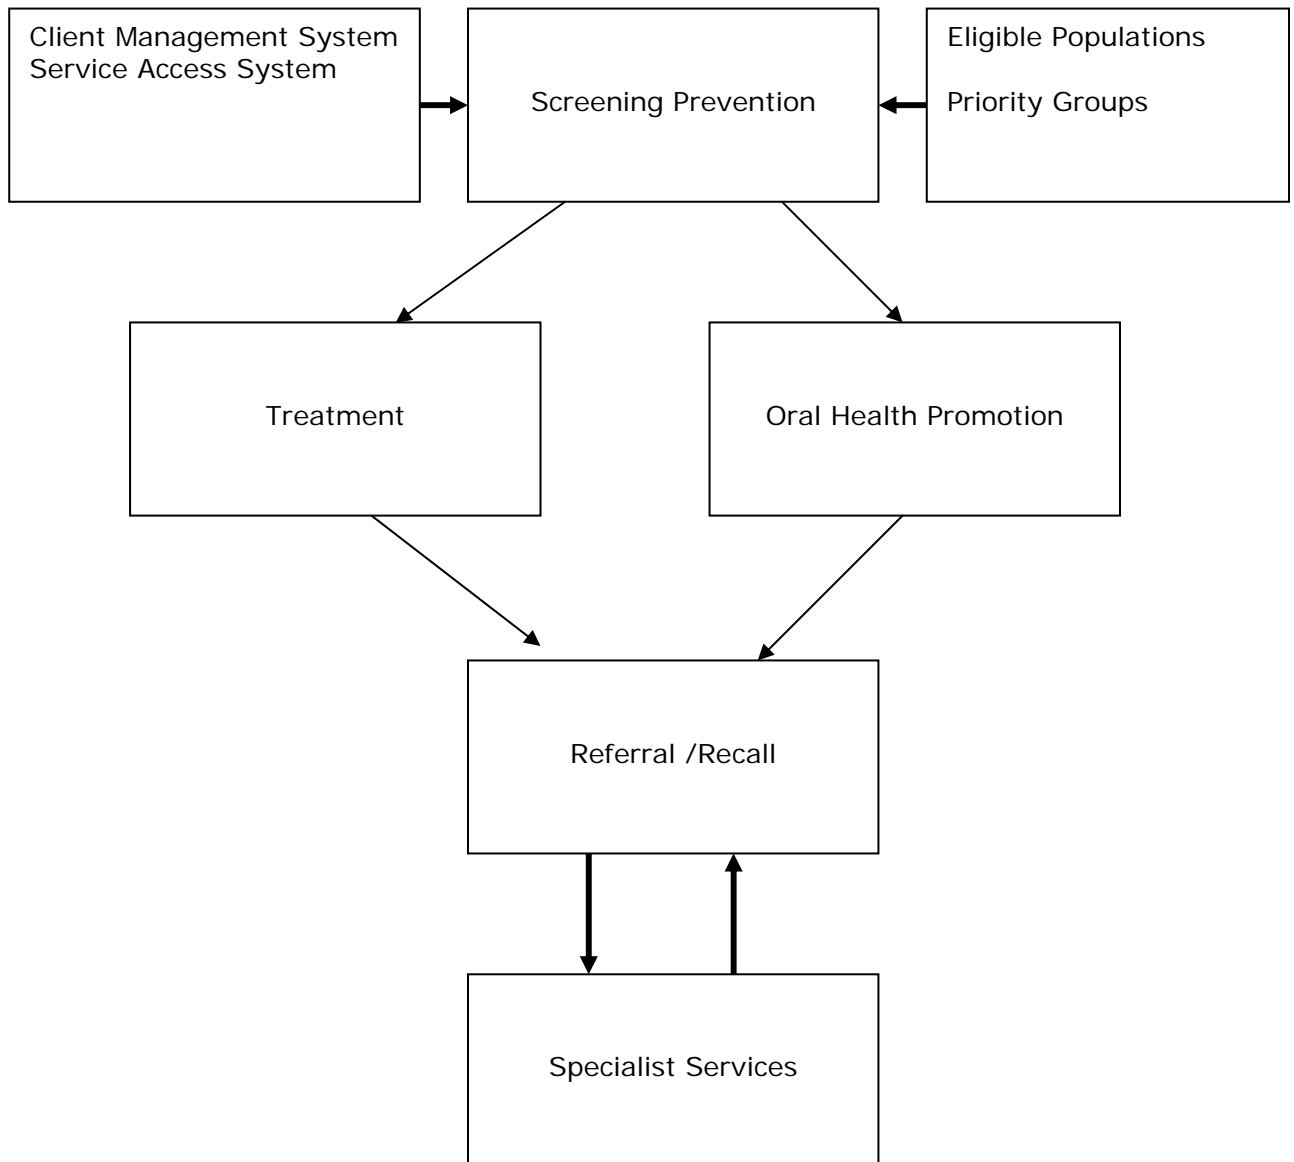 Client Management System
Service Access System
Screening Prevention
Eligible Populations
Priority Groups
Treatment
Oral Health Promotion
Referral /Recall
Specialist Services